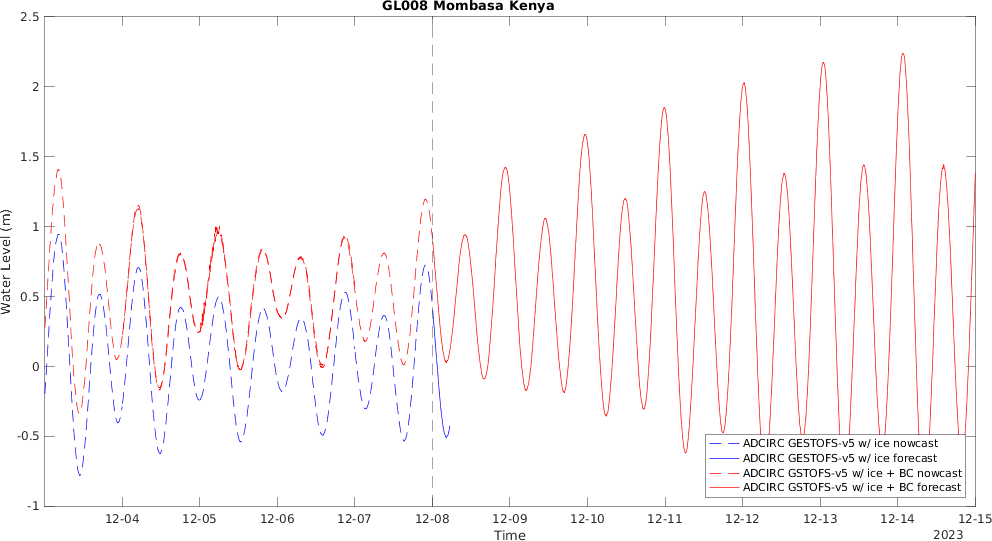 GL008 Mombasa Kenya
2.5
2
1.5
1
0.5
0
-0.5
-1
Water Level (m)
ADCIRC GESTOFS-v5 w/ ice nowcast
ADCIRC GESTOFS-v5 w/ ice forecast
ADCIRC GSTOFS-v5 w/ ice + BC nowcast
ADCIRC GSTOFS-v5 w/ ice + BC forecast
12-04 12-05 12-06 12-07 12-08 12-09 12-10 12-11 12-12 12-13 12-14 12-15
Time
2023